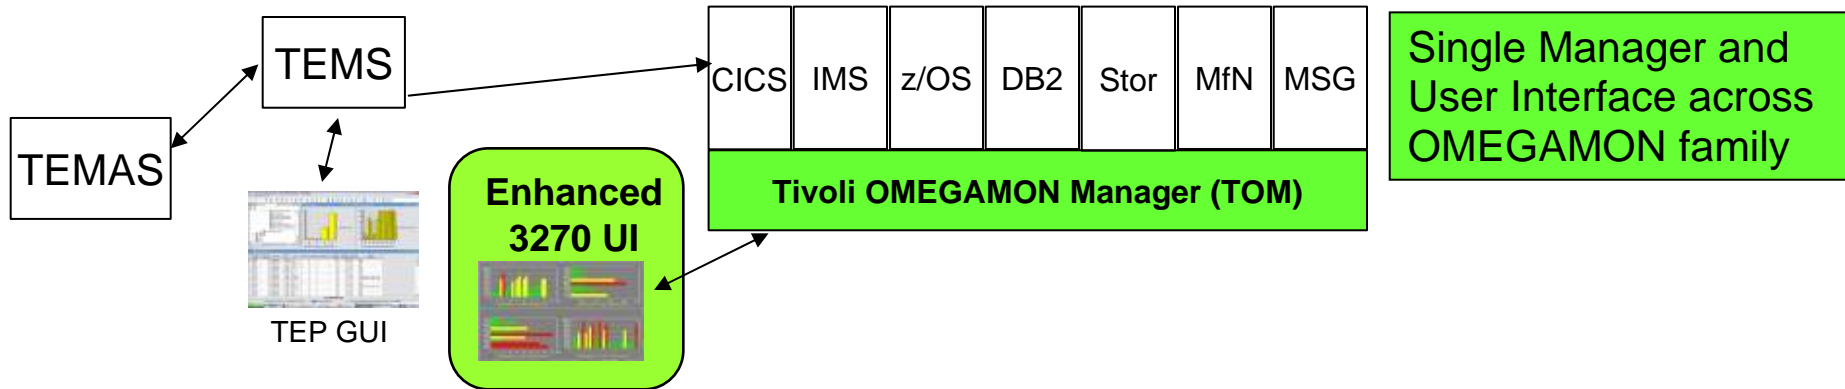 TEMAS
TEMS
TEP GUI
Enhanced
3270 UI
CICS IMS z/OS DB2 Stor MfN MSG
Tivoli OMEGAMON Manager (TOM)
Single Manager and
User Interface across
OMEGAMON family